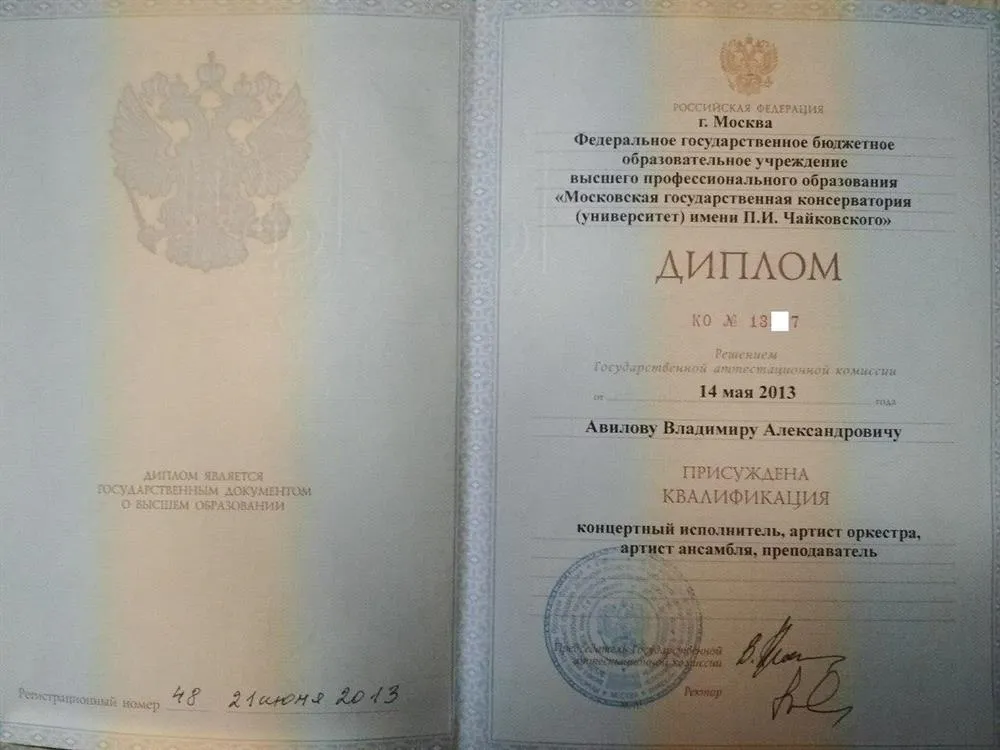 ДИПЛОМ ЯВЛЯЕТСЯ
ГОСУДАРСТВЕННЫМ ДОКУМЕНТОМ
О ВЫСШЕМ ОБРАЗОВАНИИ
Регистрационный номер 48 21 июня 2013
РОССИЙСКАЯ ФЕДЕРАЦИЯ
г. Москва
Федеральное государственное бюджетное
образовательное учреждение
высшего профессионального образования
«Московская государственная консерватория
(университет) имени П.И. Чайковского»
ДИПЛОМ
КО № 13 7
Решением
Государственной аттестационной комиссии
от 14 мая 2013 года
Авилову Владимиру Александровичу
ПРИСУЖДЕНА
КВАЛИФИКАЦИЯ
концертный исполнитель, артист оркестра,
артист ансамбля, преподаватель
Председатель Государственной
аттестационной комиссии
Ректор